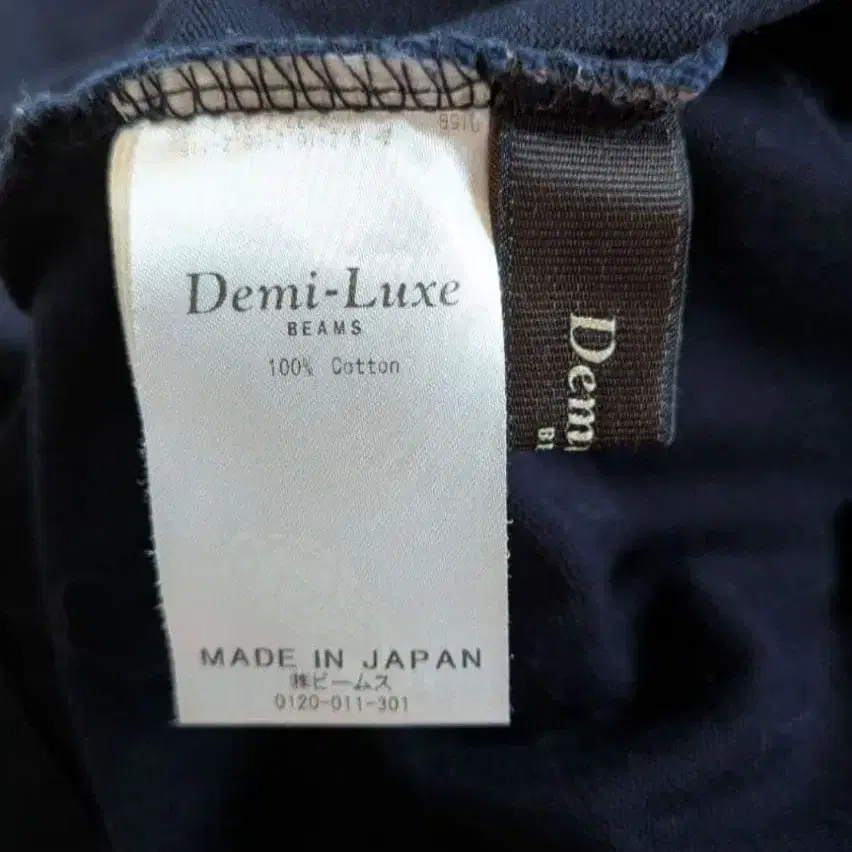 Demi-Luxe
BEAMS
100% Cotton
MADE IN JAPAN
㈱ビームス
0120-011-301
Dem